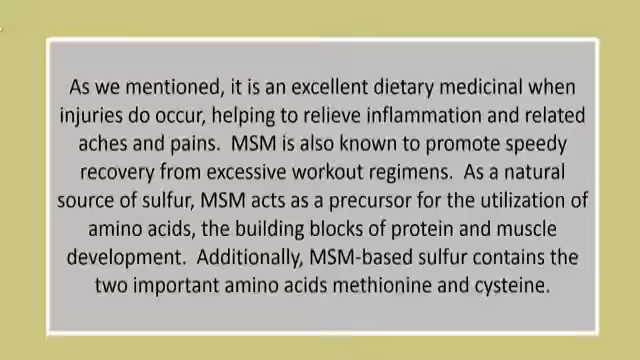 As we mentioned, it is an excellent dietary medicinal when
injuries do occur, helping to relieve inflammation and related
aches and pains.  MSM is also known to promote speedy
recovery from excessive workout regimens.  As a natural
source of sulfur, MSM acts as a precursor for the utilization of
amino acids, the building blocks of protein and muscle
development.  Additionally, MSM-based sulfur contains the
two important amino acids methionine and cysteine.